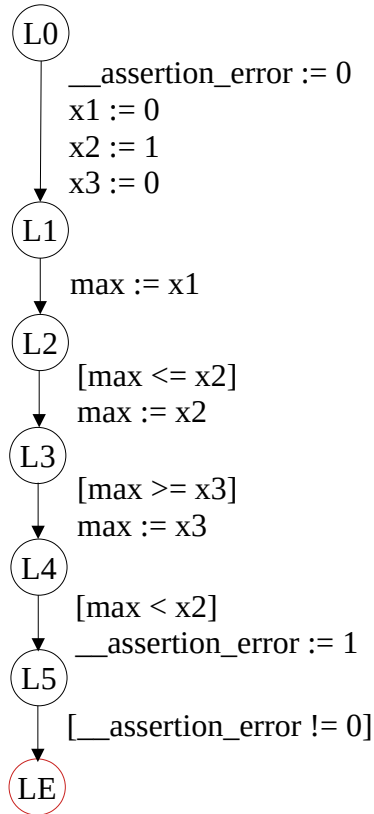 L0
__assertion_error := 0
x1 := 0
x2 := 1
x3 := 0
L1
max := x1
L2
[max <= x2]
max := x2
L3
[max >= x3]
max := x3
L4
[max < x2]
__assertion_error := 1
L5
[__assertion_error != 0]
LE